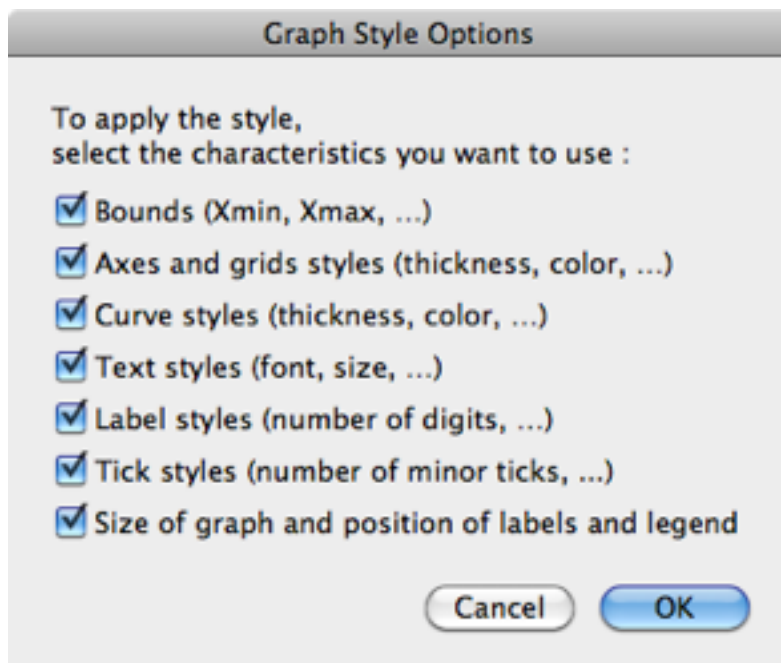 Graph Style Options
To apply the style,
select the characteristics you want to use :
Bounds (Xmin, Xmax, ...)
Axes and grids styles (thickness, color, ...)
Curve styles (thickness, color, ...)
Text styles (font, size, ...)
Label styles (number of digits, ...)
Tick styles (number of minor ticks, ...)
Size of graph and position of labels and legend
Cancel OK